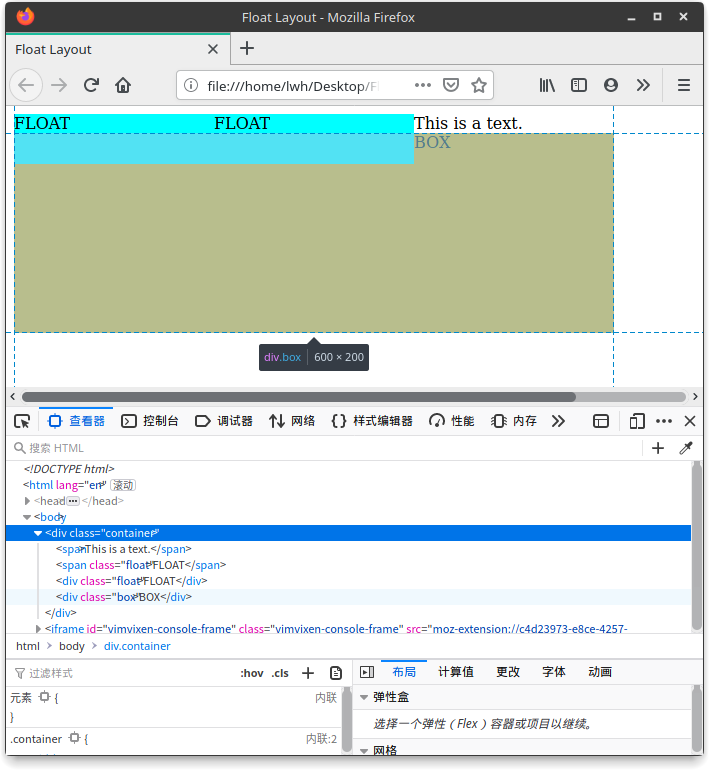 Float Layout - Mozilla Firefox
Float Layout
file:///home/lwh/Desktop/Fl
FLOAT FLOAT This is a text.
BOX
div.box 600 × 200
查看器 控制台 调试器 网络 样式编辑器 性能 内存
搜索 HTML
<!DOCTYPE html>
<html lang="en"> 滚动
<head>
</head>
<body>
<div class="container">
<span>This is a text.</span>
<span class="float">FLOAT</span>
<div class="float">FLOAT</div>
<div class="box">BOX</div>
</div>
<iframe id="vimvixen-console-frame" class="vimvixen-console-frame" src="moz-extension://c4d23973-e8ce-4257-
html > body > div.container
过滤样式 :hov .cls + 布局 计算值 更改 字体 动画
元素 { 内联
}
弹性盒
选择一个弹性（Flex）容器或项目以继续。
.container { 内联:2
网格